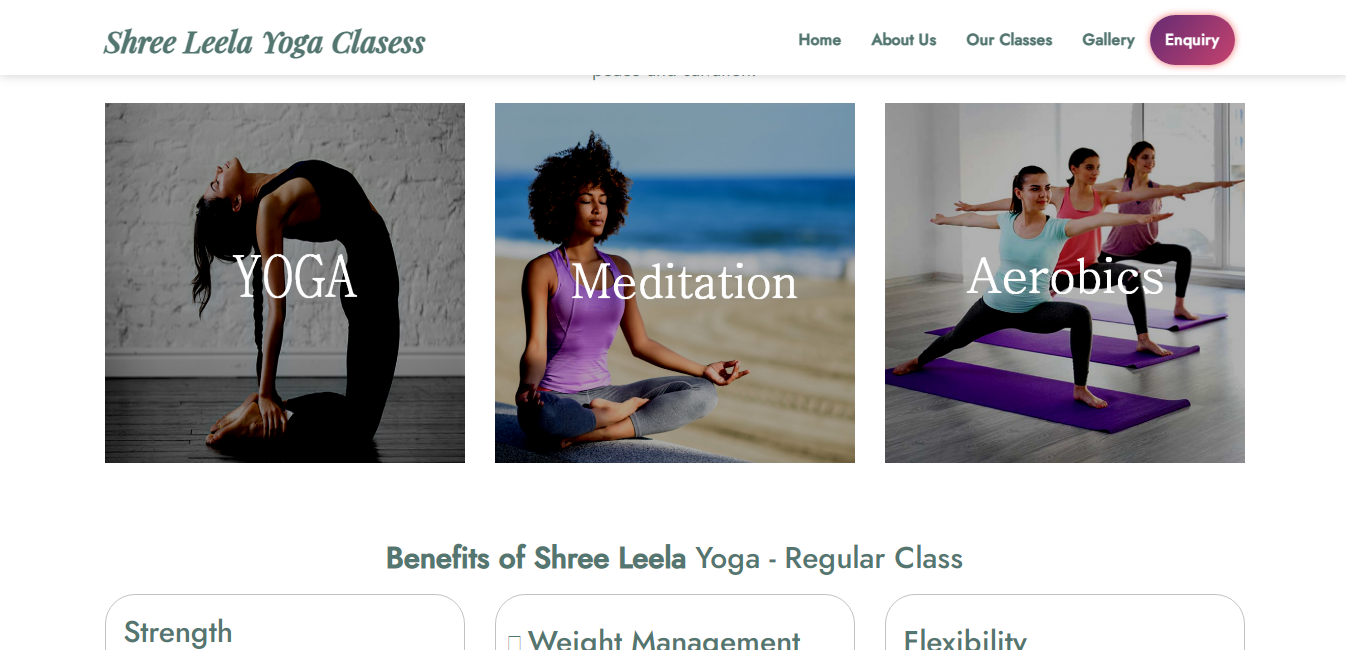 Shree Leela Yoga Clasess
Home About Us Our Classes Gallery Enquiry
YOGA Meditation Aerobics
Benefits of Shree Leela Yoga - Regular Class
Strength Weight Management Flexibility